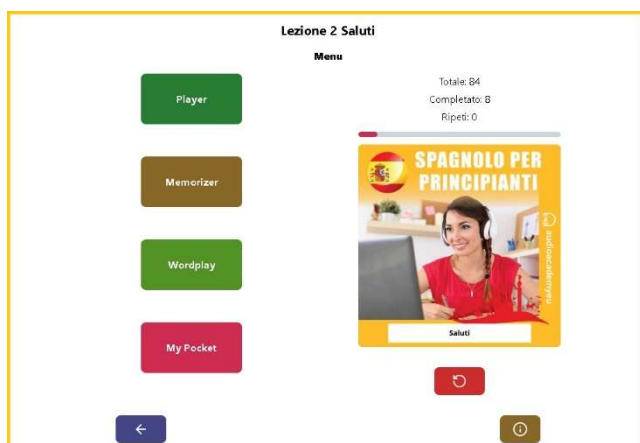 Lezione 2 Saluti
Menu
Player
Memorizer
Wordplay
My Pocket
Totale: 84
Completato: 8
Ripeti: 0
SPAGNOLO PER
PRINCIPIANTI
audioacademyeu
Saluti